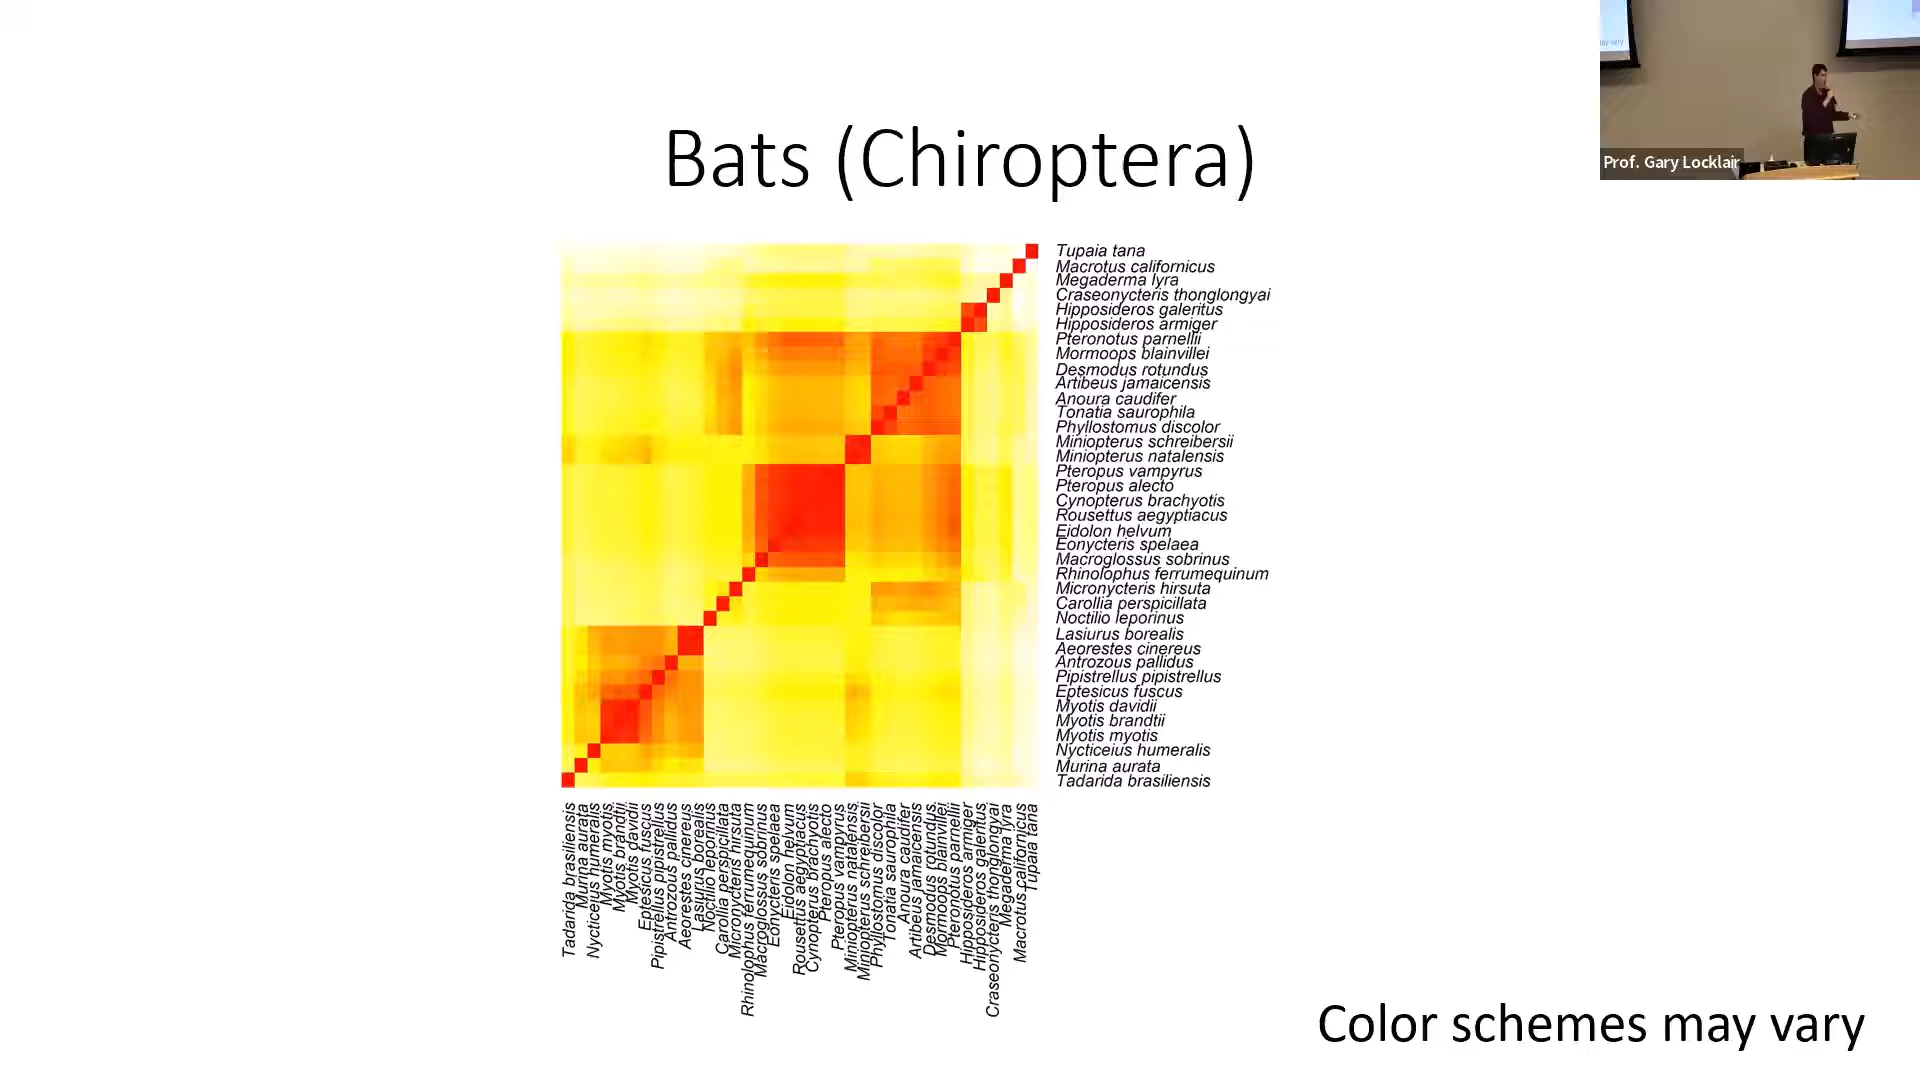 Bats (Chiroptera)
Prof. Gary Locklair
Tupaia tana
Macrotus californicus
Megaderma lyra
Craseonycteris thonglongyai
Hipposideros galeritus
Hipposideros armiger
Pteronotus parnellii
Mormoops blainvillei
Desmodus rotundus
Artibeus jamaicensis
Anoura caudifer
Tonatia saurophila
Phyllostomus discolor
Miniopterus schreibersii
Miniopterus natalensis
Pteropus vampyrus
Pteropus alecto
Cynopterus brachyotis
Rousettus aegyptiacus
Eidolon helvum
Eonycteris spelaea
Macroglossus sobrinus
Rhinolophus ferrumequinum
Micronycteris hirsuta
Carollia perspicillata
Noctilio leporinus
Lasiurus borealis
Aeorestes cinereus
Antrozous pallidus
Pipistrellus pipistrellus
Eptesicus fuscus
Myotis davidii
Myotis brandtii
Myotis myotis
Nycticeius humeralis
Murina aurata
Tadarida brasiliensis
Tadarida brasiliensis
Murina aurata
Nycticeius humeralis
Myotis myotis
Myotis brandtii
Myotis davidii
Eptesicus fuscus
Pipistrellus pipistrellus
Antrozous pallidus
Aeorestes cinereus
Lasiurus borealis
Noctilio leporinus
Carollia perspicillata
Micronycteris hirsuta
Rhinolophus ferrumequinum
Macroglossus sobrinus
Eonycteris spelaea
Eidolon helvum
Rousettus aegyptiacus
Cynopterus brachyotis
Pteropus alecto
Pteropus vampyrus
Miniopterus natalensis
Miniopterus schreibersii
Phyllostomus discolor
Tonatia saurophila
Anoura caudifer
Artibeus jamaicensis
Desmodus rotundus
Mormoops blainvillei
Pteronotus parnellii
Hipposideros armiger
Hipposideros galeritus
Craseonycteris thonglongyai
Megaderma lyra
Macrotus californicus
Tupaia tana
Color schemes may vary